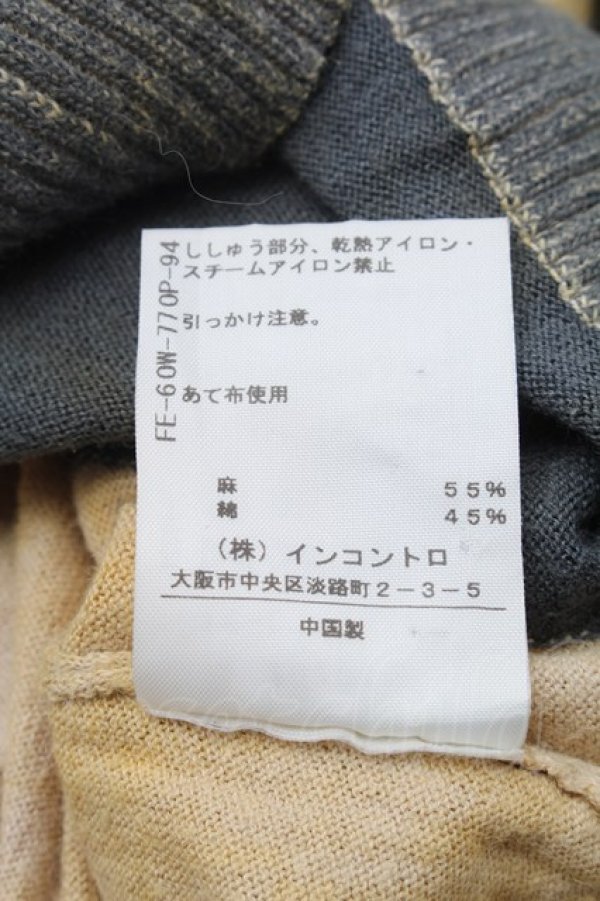 FE-60W-770P-94
ししゅう部分、乾熱アイロン・
スチームアイロン禁止
引っかけ注意。
あて布使用
麻 55%
綿 45%
(株)インコントロ
大阪市中央区淡路町2-3-5
中国製